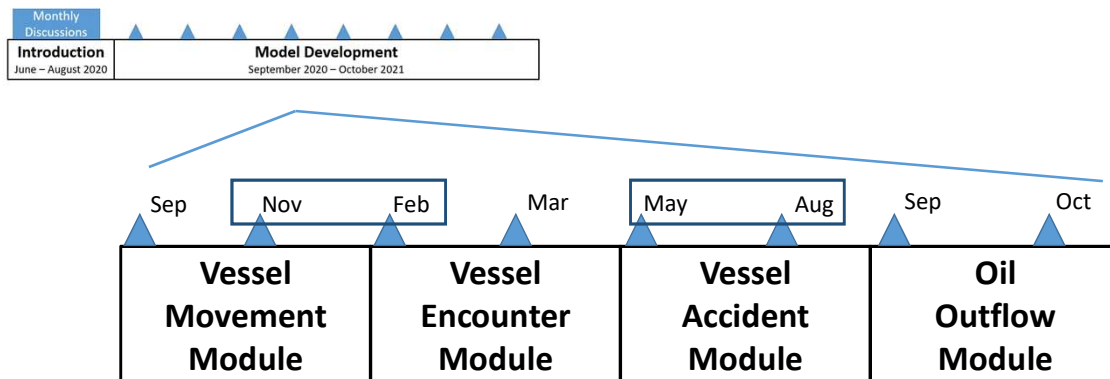 Monthly
Discussions
Introduction
June – August 2020
Model Development
September 2020 – October 2021
Sep
Nov
Feb
Mar
May
Aug
Sep
Oct
Vessel
Movement
Module
Vessel
Encounter
Module
Vessel
Accident
Module
Oil
Outflow
Module